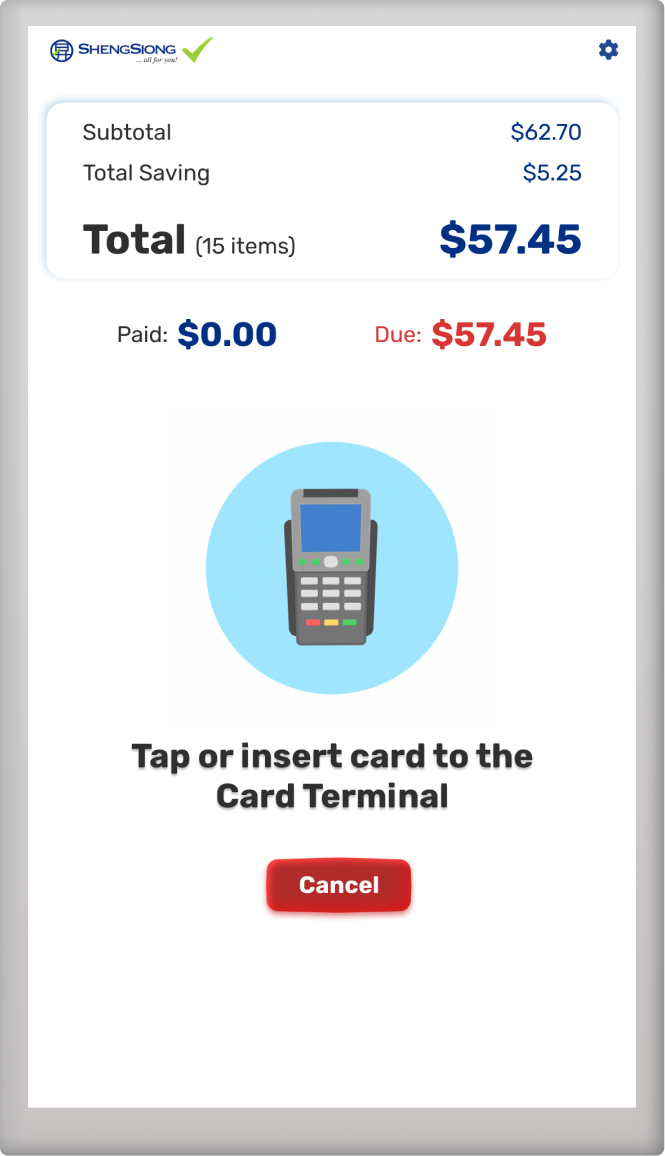 SHENGSIONG
... all for you!
Subtotal $62.70
Total Saving $5.25
Total (15 items) $57.45
Paid: $0.00 Due: $57.45
Tap or insert card to the
Card Terminal
Cancel